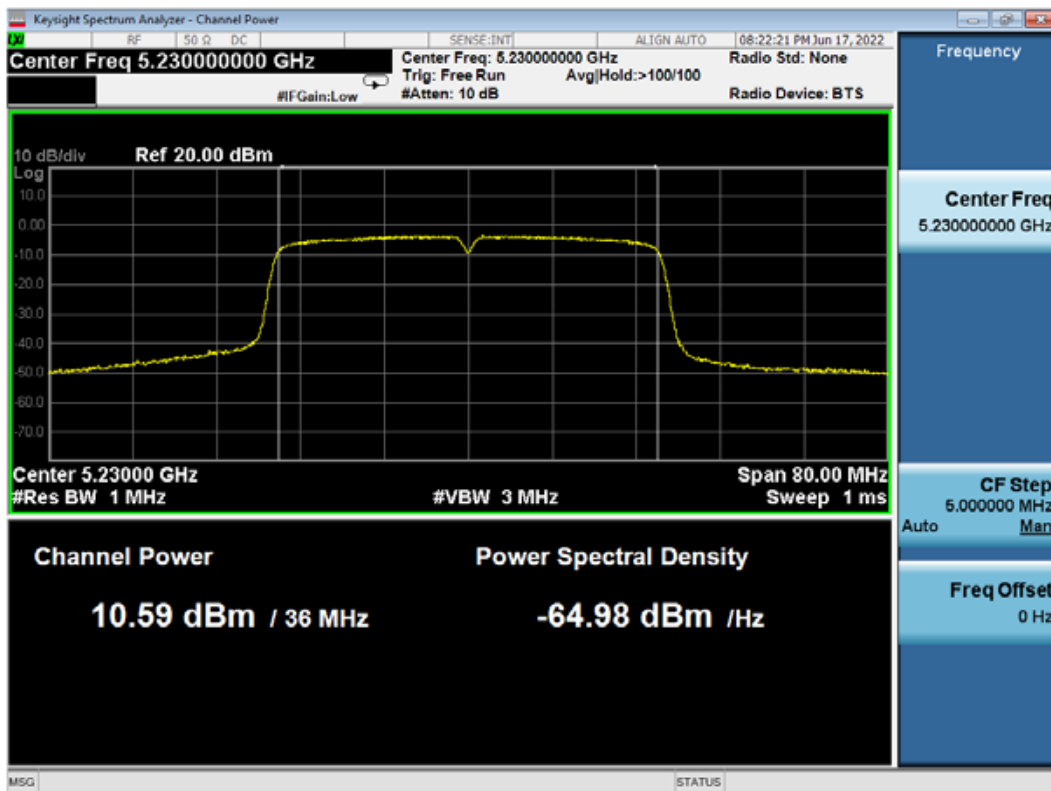 Keysight Spectrum Analyzer - Channel Power
RF 50 Ω DC SENSE:INT ALIGN AUTO 08:22:21 PM Jun 17, 2022
Center Freq 5.230000000 GHz
Center Freq: 5.230000000 GHz
Radio Std: None
Trig: Free Run
Avg|Hold:>100/100
#IFGain:Low
#Atten: 10 dB
Radio Device: BTS
10 dB/div
Ref 20.00 dBm
Log
10.0
0.00
-10.0
-20.0
-30.0
-40.0
-50.0
-60.0
-70.0
Center 5.23000 GHz
Span 80.00 MHz
#Res BW 1 MHz
#VBW 3 MHz
Sweep 1 ms
Channel Power
Power Spectral Density
10.59 dBm / 36 MHz
-64.98 dBm /Hz
Frequency
Center Freq
5.230000000 GHz
CF Step
5.000000 MHz
Auto Man
Freq Offset
0 Hz
MSG
STATUS